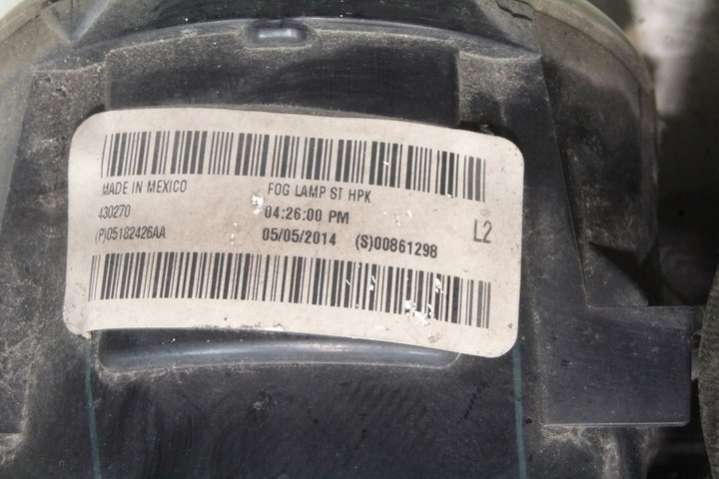 MADE IN MEXICO FOG LAMP ST HPK
430270 04:26:00 PM L2
(P)05182426AA 05/05/2014 (S)00861298